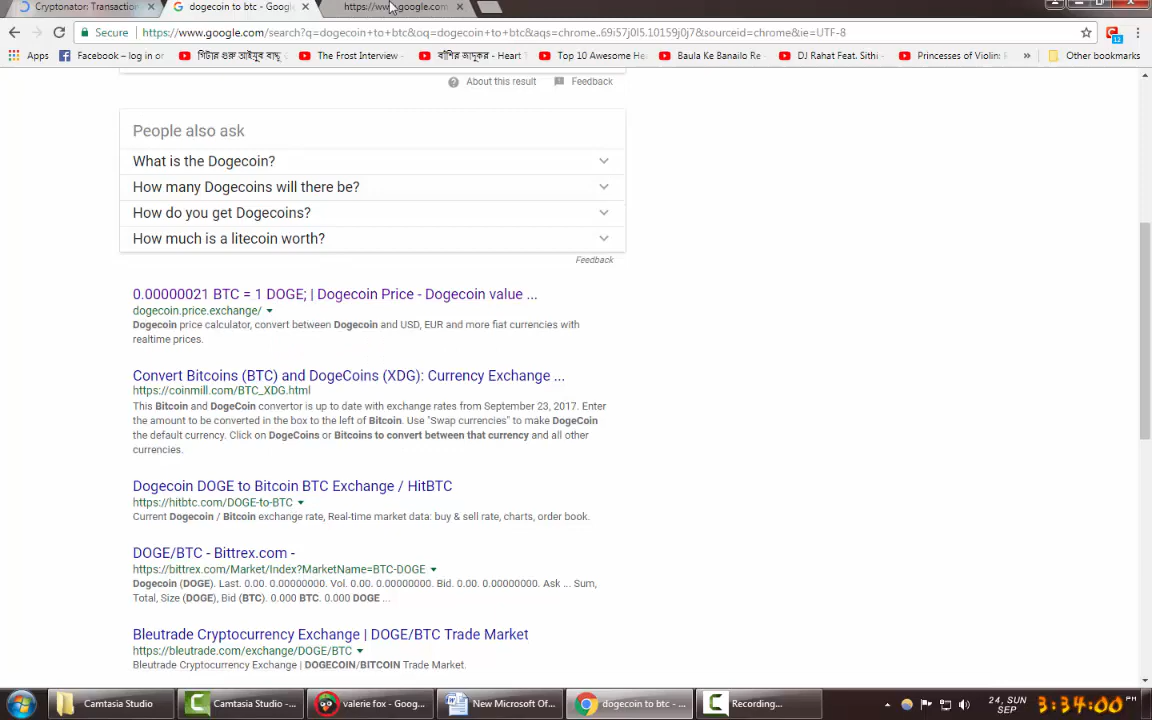 Cryptonator: Transaction
dogecoin to btc - Google
https://www.google.com
Secure
https://www.google.com/search?q=dogecoin+to+btc&oq=dogecoin+to+btc&aqs=chrome..69i57j0l5.10159j0j7&sourceid=chrome&ie=UTF-8
Apps
Facebook – log in or
গিটার গুরু আইয়ুব বাচ্চু
The Frost Interview -
বাঁশির জাদুকর - Heart
Top 10 Awesome He
Baula Ke Banailo Re
DJ Rahat Feat. Sithi -
Princesses of Violin:
»
Other bookmarks
About this result
Feedback
People also ask
What is the Dogecoin?
How many Dogecoins will there be?
How do you get Dogecoins?
How much is a litecoin worth?
Feedback
0.00000021 BTC = 1 DOGE; | Dogecoin Price - Dogecoin value ...
dogecoin.price.exchange/
Dogecoin price calculator, convert between Dogecoin and USD, EUR and more fiat currencies with
realtime prices.
Convert Bitcoins (BTC) and DogeCoins (XDG): Currency Exchange ...
https://coinmill.com/BTC_XDG.html
This Bitcoin and DogeCoin convertor is up to date with exchange rates from September 23, 2017. Enter
the amount to be converted in the box to the left of Bitcoin. Use "Swap currencies" to make DogeCoin
the default currency. Click on DogeCoins or Bitcoins to convert between that currency and all other
currencies.
Dogecoin DOGE to Bitcoin BTC Exchange / HitBTC
https://hitbtc.com/DOGE-to-BTC
Current Dogecoin / Bitcoin exchange rate, Real-time market data: buy & sell rate, charts, order book.
DOGE/BTC - Bittrex.com -
https://bittrex.com/Market/Index?MarketName=BTC-DOGE
Dogecoin (DOGE). Last. 0.00. 0.00000000. Vol. 0.00. 0.00000000. Bid. 0.00. 0.00000000. Ask ... Sum,
Total, Size (DOGE), Bid (BTC). 0.000 BTC. 0.000 DOGE ...
Bleutrade Cryptocurrency Exchange | DOGE/BTC Trade Market
https://bleutrade.com/exchange/DOGE/BTC
Bleutrade Cryptocurrency Exchange | DOGECOIN/BITCOIN Trade Market.
Camtasia Studio
Camtasia Studio -...
valerie fox - Goog...
New Microsoft Of...
dogecoin to btc - ...
Recording...
24, SUN
SEP
3:34:00 PM